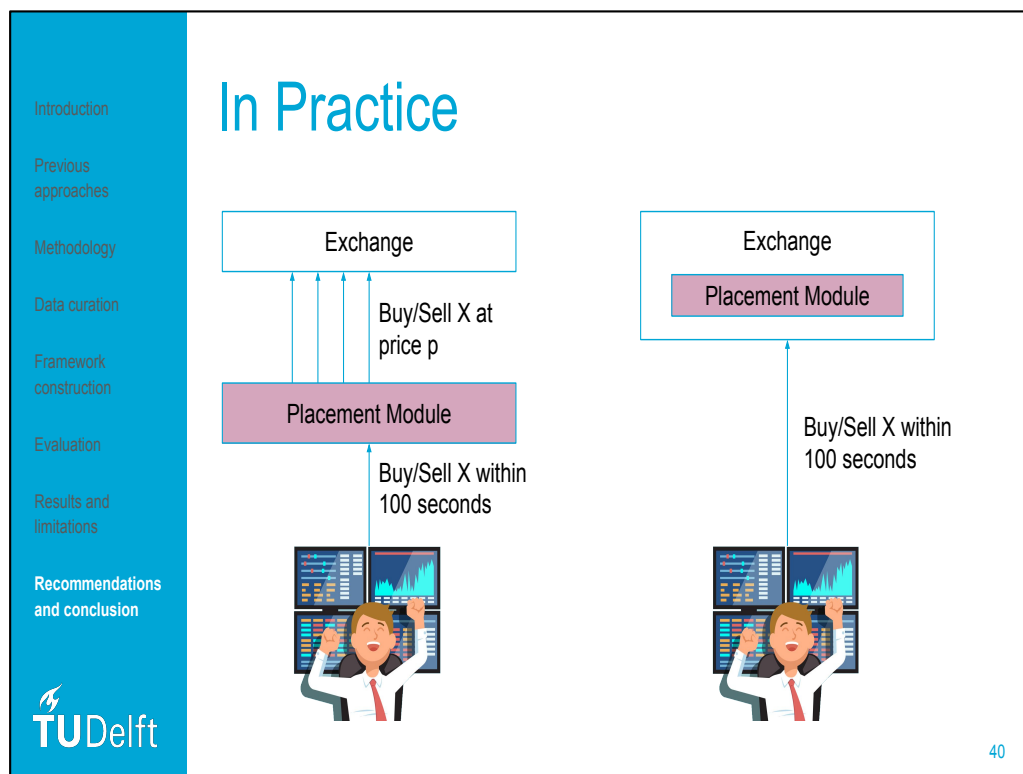 Introduction
Previous
approaches
Methodology
Data curation
Framework
construction
Evaluation
Results and
limitations
Recommendations
and conclusion
TUDelft
In Practice
Exchange
Buy/Sell X at
price p
Placement Module
Buy/Sell X within
100 seconds
Exchange
Placement Module
Buy/Sell X within
100 seconds
40